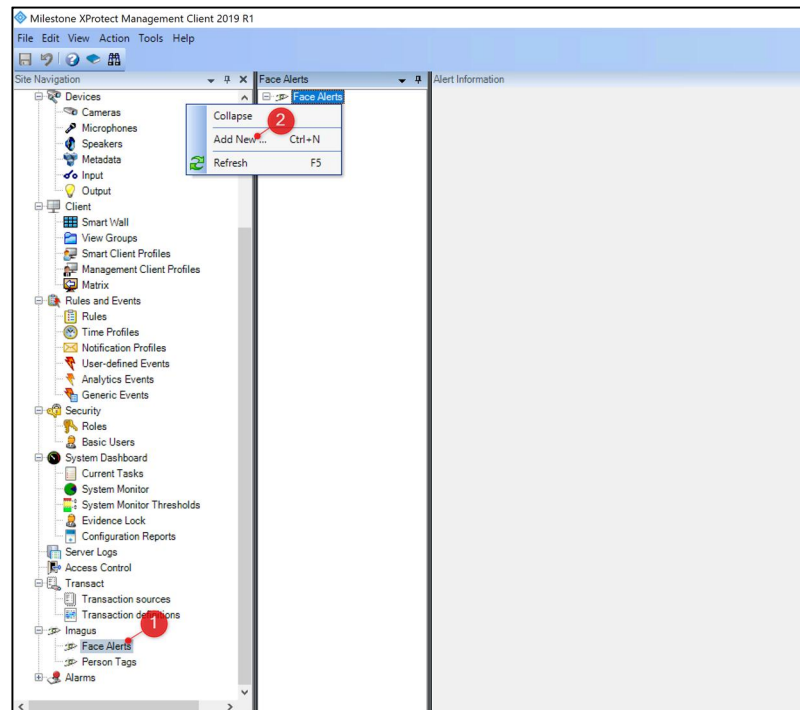 Milestone XProtect Management Client 2019 R1
File Edit View Action Tools Help
Site Navigation
Devices
Cameras
Microphones
Speakers
Metadata
Input
Output
Client
Smart Wall
View Groups
Smart Client Profiles
Management Client Profiles
Matrix
Rules and Events
Rules
Time Profiles
Notification Profiles
User-defined Events
Analytics Events
Generic Events
Security
Roles
Basic Users
System Dashboard
Current Tasks
System Monitor
System Monitor Thresholds
Evidence Lock
Configuration Reports
Server Logs
Access Control
Transact
Transaction sources
Transaction definitions
1
Imagus
Face Alerts
Person Tags
Alarms
Face Alerts
Face Alerts
Collapse
2
Add New... Ctrl+N
Refresh F5
Alert Information